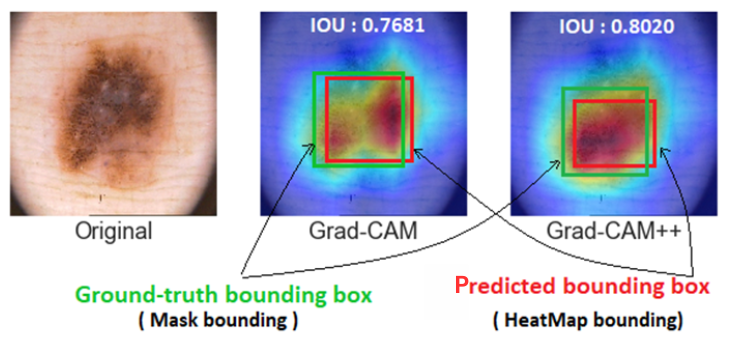 IOU : 0.7681
IOU : 0.8020
Original
Grad-CAM
Grad-CAM++
Ground-truth bounding box
( Mask bounding )
Predicted bounding box
( HeatMap bounding)